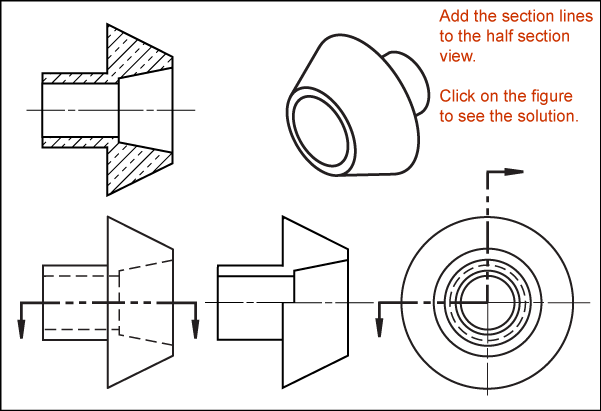 Add the section lines
to the half section
view.
Click on the figure
to see the solution.